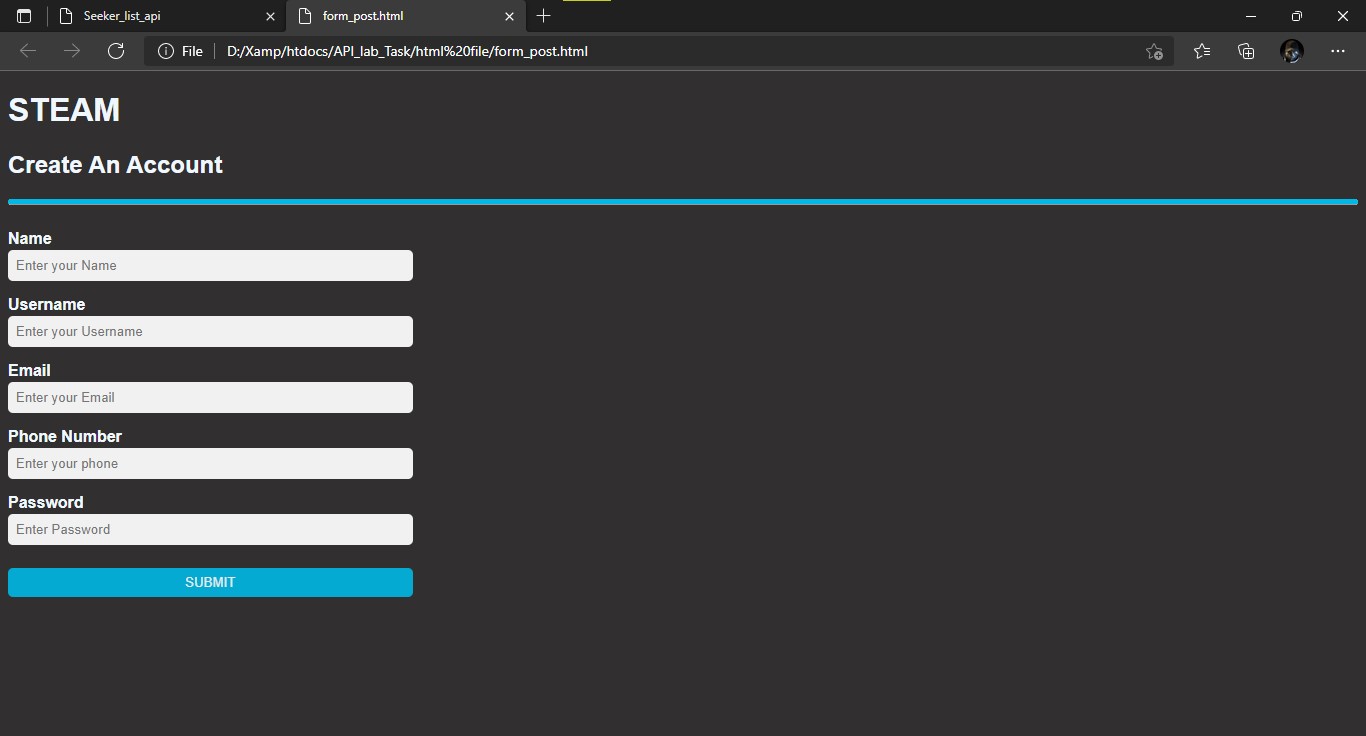 Seeker_list_api
form_post.html
File
D:/Xamp/htdocs/API_lab_Task/html%20file/form_post.html
STEAM
Create An Account
Name
Enter your Name
Username
Enter your Username
Email
Enter your Email
Phone Number
Enter your phone
Password
Enter Password
SUBMIT